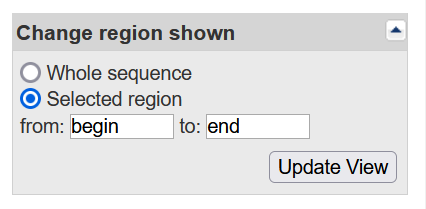 Change region shown
Whole sequence
Selected region
from: begin to: end
Update View